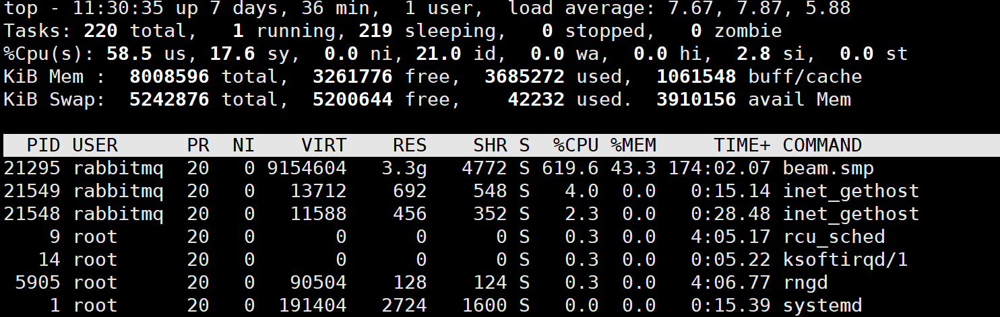 top - 11:30:35 up 7 days, 36 min,  1 user,  load average: 7.67, 7.87, 5.88
Tasks: 220 total,   1 running, 219 sleeping,   0 stopped,   0 zombie
%Cpu(s): 58.5 us, 17.6 sy,  0.0 ni, 21.0 id,  0.0 wa,  0.0 hi,  2.8 si,  0.0 st
KiB Mem :  8008596 total,  3261776 free,  3685272 used,  1061548 buff/cache
KiB Swap:  5242876 total,  5200644 free,    42232 used.  3910156 avail Mem
  PID USER      PR  NI    VIRT    RES    SHR S  %CPU %MEM     TIME+ COMMAND
21295 rabbitmq  20   0 9154604   3.3g   4772 S 619.6 43.3 174:02.07 beam.smp
21549 rabbitmq  20   0   13712    692    548 S   4.0  0.0   0:15.14 inet_gethost
21548 rabbitmq  20   0   11588    456    352 S   2.3  0.0   0:28.48 inet_gethost
    9 root      20   0       0      0      0 S   0.3  0.0   4:05.17 rcu_sched
   14 root      20   0       0      0      0 S   0.3  0.0   0:05.22 ksoftirqd/1
 5905 root      20   0   90504    128    124 S   0.3  0.0   4:06.77 rngd
    1 root      20   0  191404   2724   1600 S   0.0  0.0   0:15.39 systemd